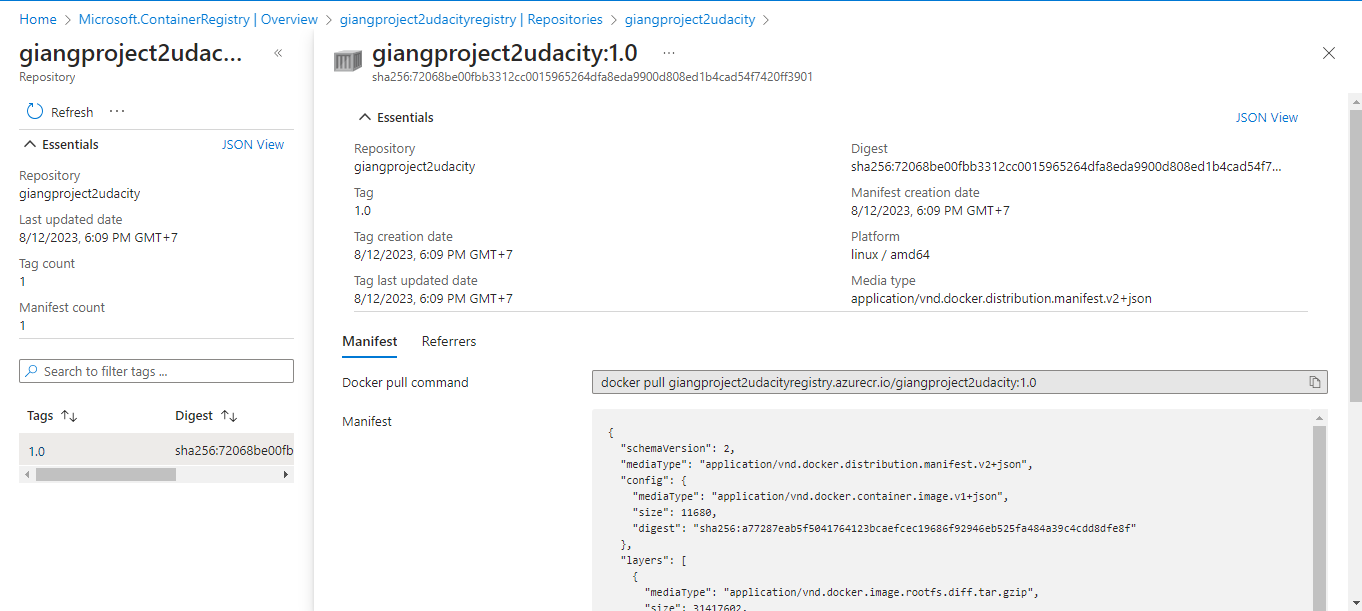 Home > Microsoft.ContainerRegistry | Overview > giangproject2udacityregistry | Repositories > giangproject2udacity >
giangproject2udac... «
Repository
Refresh ...
Essentials JSON View
Repository
giangproject2udacity
Last updated date
8/12/2023, 6:09 PM GMT+7
Tag count
1
Manifest count
1
Search to filter tags ...
Tags ↑↓ Digest ↑↓
1.0 sha256:72068be00fb
giangproject2udacity:1.0 ...
sha256:72068be00fbb3312cc0015965264dfa8eda9900d808ed1b4cad54f7420ff3901
Essentials JSON View
Repository
giangproject2udacity
Tag
1.0
Tag creation date
8/12/2023, 6:09 PM GMT+7
Tag last updated date
8/12/2023, 6:09 PM GMT+7
Digest
sha256:72068be00fbb3312cc0015965264dfa8eda9900d808ed1b4cad54f7...
Manifest creation date
8/12/2023, 6:09 PM GMT+7
Platform
linux / amd64
Media type
application/vnd.docker.distribution.manifest.v2+json
Manifest Referrers
Docker pull command docker pull giangproject2udacityregistry.azurecr.io/giangproject2udacity:1.0
Manifest
{
"schemaVersion": 2,
"mediaType": "application/vnd.docker.distribution.manifest.v2+json",
"config": {
"mediaType": "application/vnd.docker.container.image.v1+json",
"size": 11680,
"digest": "sha256:a77287eab5f5041764123bcaefcec19686f92946eb525fa484a39c4cdd8dfe8f"
},
"layers": [
{
"mediaType": "application/vnd.docker.image.rootfs.diff.tar.gzip",
"size": 31417602,